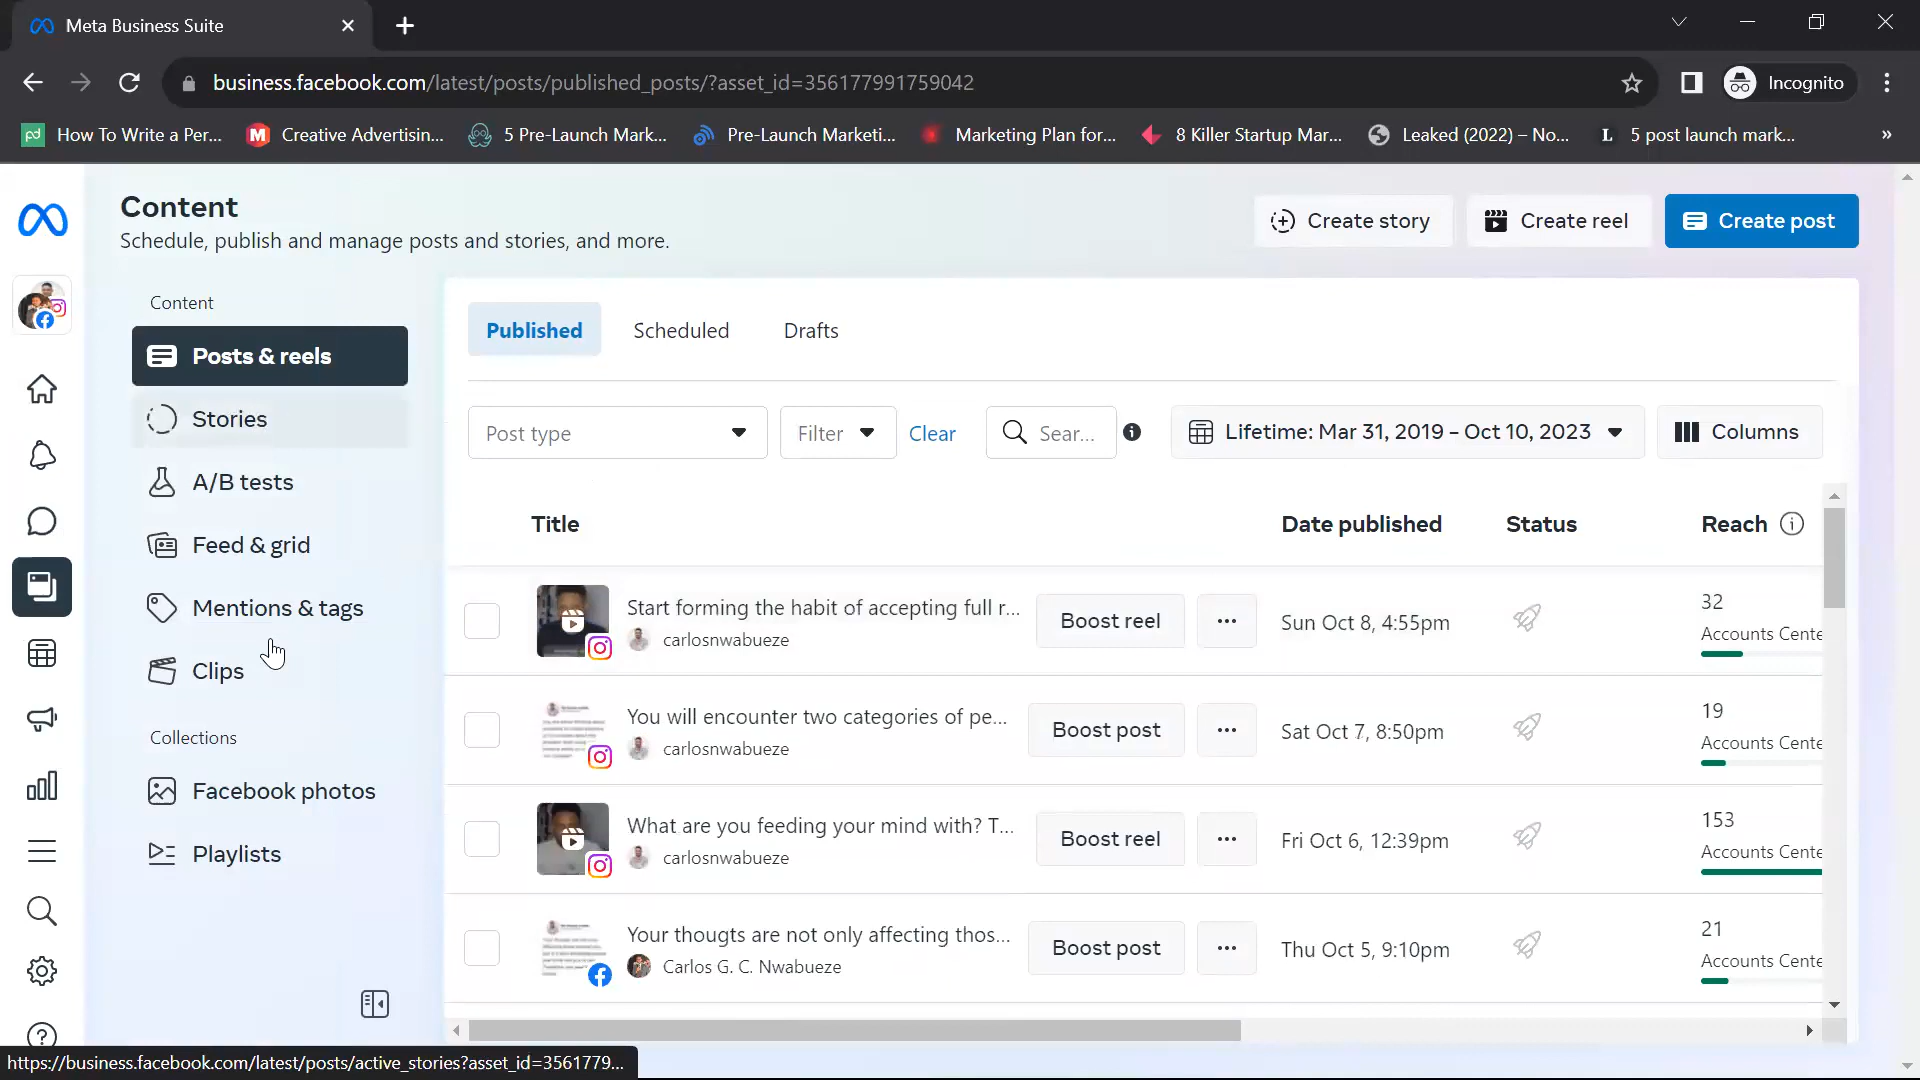 Meta Business Suite
business.facebook.com/latest/posts/published_posts/?asset_id=356177991759042
Incognito
How To Write a Per...
Creative Advertisin...
5 Pre-Launch Mark...
Pre-Launch Marketi...
Marketing Plan for...
8 Killer Startup Mar...
Leaked (2022) – No...
5 post launch mark...
Content
Schedule, publish and manage posts and stories, and more.
Create story
Create reel
Create post
Content
Posts & reels
Stories
A/B tests
Feed & grid
Mentions & tags
Clips
Collections
Facebook photos
Playlists
Published
Scheduled
Drafts
Post type
Filter
Clear
Sear...
Lifetime: Mar 31, 2019 – Oct 10, 2023
Columns
Title
Date published
Status
Reach
Start forming the habit of accepting full r...
carlosnwabueze
Boost reel
Sun Oct 8, 4:55pm
32
Accounts Cente
You will encounter two categories of pe...
carlosnwabueze
Boost post
Sat Oct 7, 8:50pm
19
Accounts Cente
What are you feeding your mind with? T...
carlosnwabueze
Boost reel
Fri Oct 6, 12:39pm
153
Accounts Cente
Your thougts are not only affecting thos...
Carlos G. C. Nwabueze
Boost post
Thu Oct 5, 9:10pm
21
Accounts Cente
https://business.facebook.com/latest/posts/active_stories?asset_id=3561779...